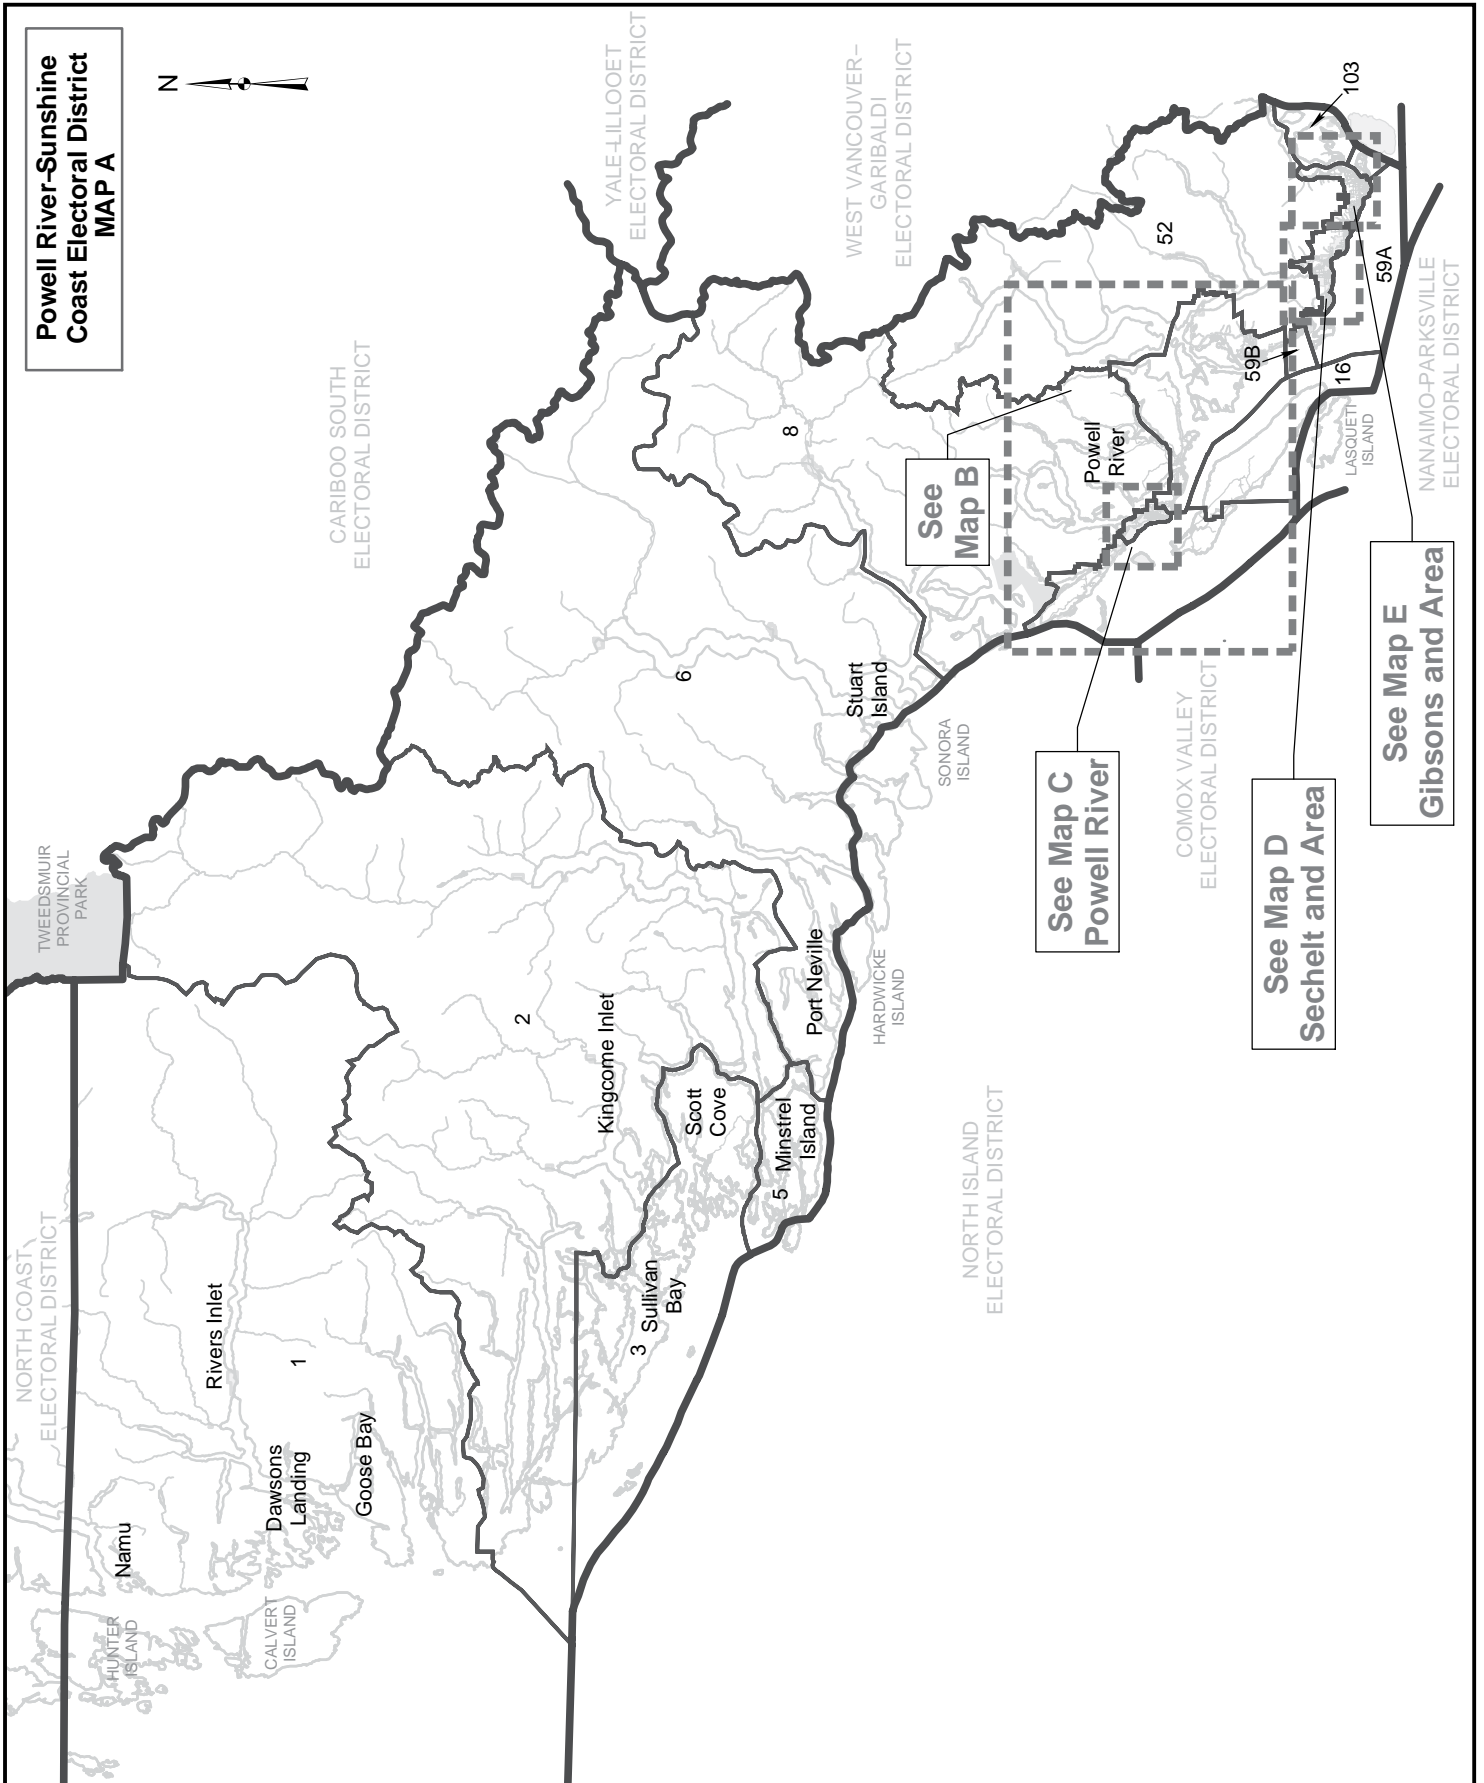 Powell River-Sunshine
Coast Electoral District
MAP A
N
NORTH COAST
ELECTORAL DISTRICT
TWEEDSMUIR
PROVINCIAL
PARK
CARIBOO SOUTH
ELECTORAL DISTRICT
YALE-LILLOOET
ELECTORAL DISTRICT
WEST VANCOUVER–
GARIBALDI
ELECTORAL DISTRICT
HUNTER
ISLAND
Namu
CALVERT
ISLAND
Rivers Inlet
1
Dawsons
Landing
Goose Bay
2
Kingcome Inlet
3
Sullivan
Bay
Scott
Cove
5
Minstrel
Island
Port Neville
HARDWICKE
ISLAND
6
Stuart
Island
SONORA
ISLAND
8
See
Map B
Powell
River
52
59B
16
59A
103
LASQUETI
ISLAND
NORTH ISLAND
ELECTORAL DISTRICT
See Map C
Powell River
COMOX VALLEY
ELECTORAL DISTRICT
See Map D
Sechelt and Area
See Map E
Gibsons and Area
NANAIMO-PARKSVILLE
ELECTORAL DISTRICT